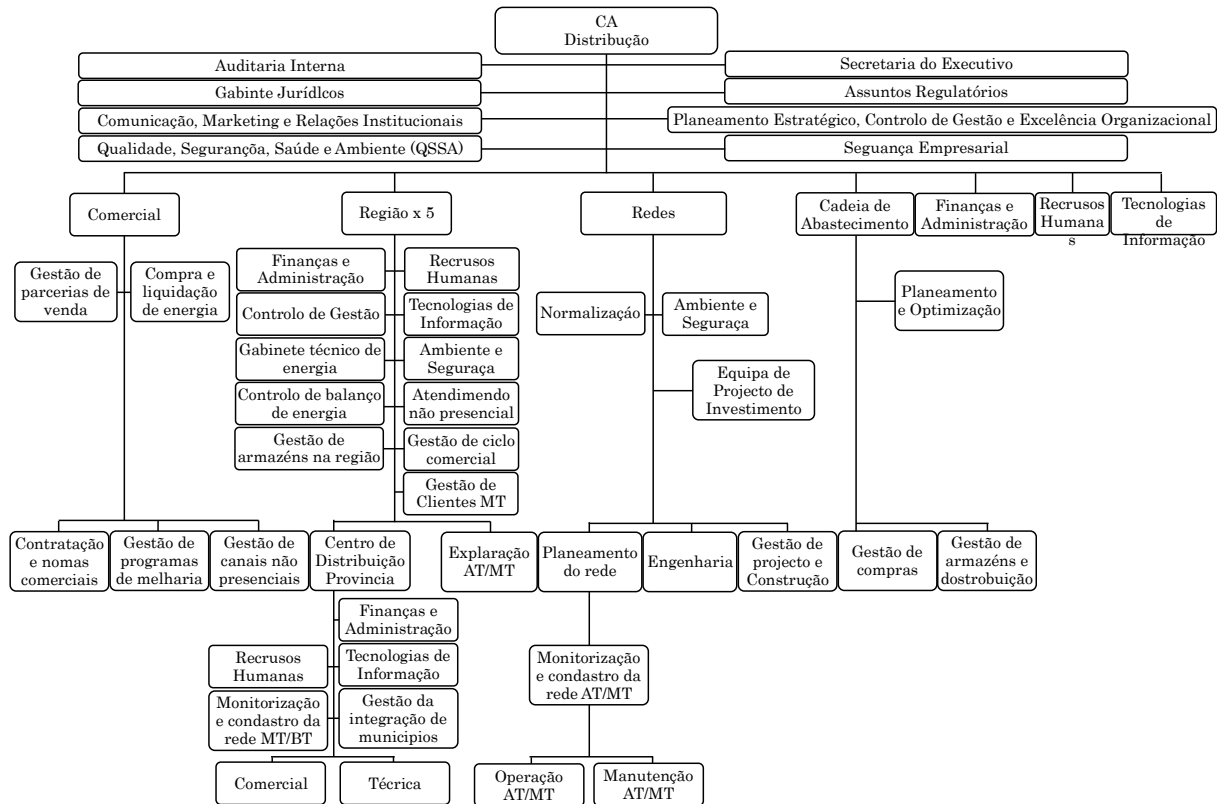 CA
Distribução
Auditaria Interna
Secretaria do Executivo
Gabinte Jurídlcos
Assuntos Regulatórios
Comunicação, Marketing e Relações Institucionais
Planeamento Estratégico, Controlo de Gestão e Excelência Organizacional
Qualidade, Segurançõa, Saúde e Ambiente (QSSA)
Seguança Empresarial
Comercial
Região x 5
Redes
Cadeia de
Abastecimento
Finanças e
Administração
Recrusos
Humana
s
Tecnologias
de
Informação
Gestão de
parcerias de
venda
Compra e
liquidação
de energia
Finanças e
Administração
Recrusos
Humanas
Controlo de Gestão
Tecnologias de
Informação
Gabinete técnico de
energia
Ambiente e
Seguraça
Controlo de balanço
de energia
Atendimendo
não presencial
Gestão de
armazéns na região
Gestão de ciclo
comercial
Gestão de
Clientes MT
Normalizaçáo
Ambiente e
Seguraça
Equipa de
Projecto de
Investimento
Planeamento
e Optimização
Contratação
e nomas
comerciais
Gestão de
programas
de melharia
Gestão de
canais não
presenciais
Centro de
Distribuição
Provincia
Explaração
AT/MT
Planeamento
do rede
Engenharia
Gestão de
projecto e
Construção
Gestão de
compras
Gestão de
armazéns e
dostrobuição
Finanças e
Administração
Recrusos
Humanas
Tecnologias de
Informação
Monitorização
e condastro da
rede MT/BT
Gestão da
integração de
municipios
Comercial
Técrica
Monitorização
e condastro da
rede AT/MT
Operação
AT/MT
Manutenção
AT/MT